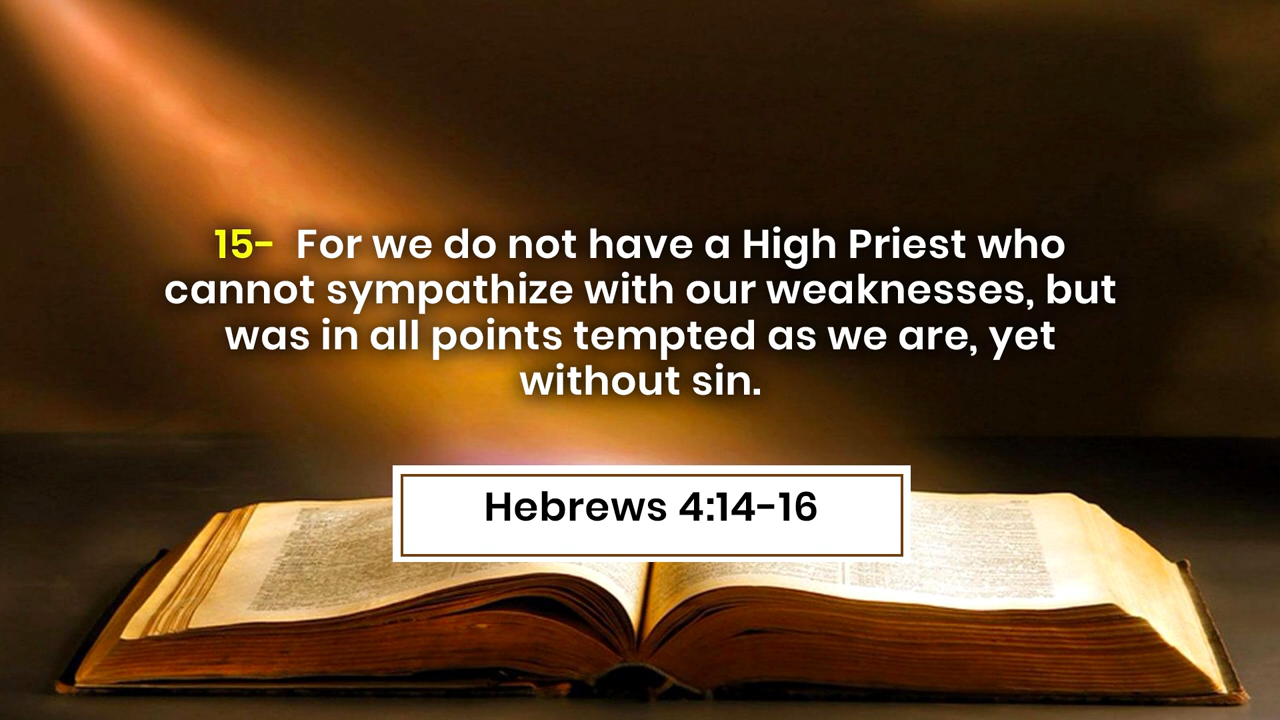 15- For we do not have a High Priest who
cannot sympathize with our weaknesses, but
was in all points tempted as we are, yet
without sin.
Hebrews 4:14-16